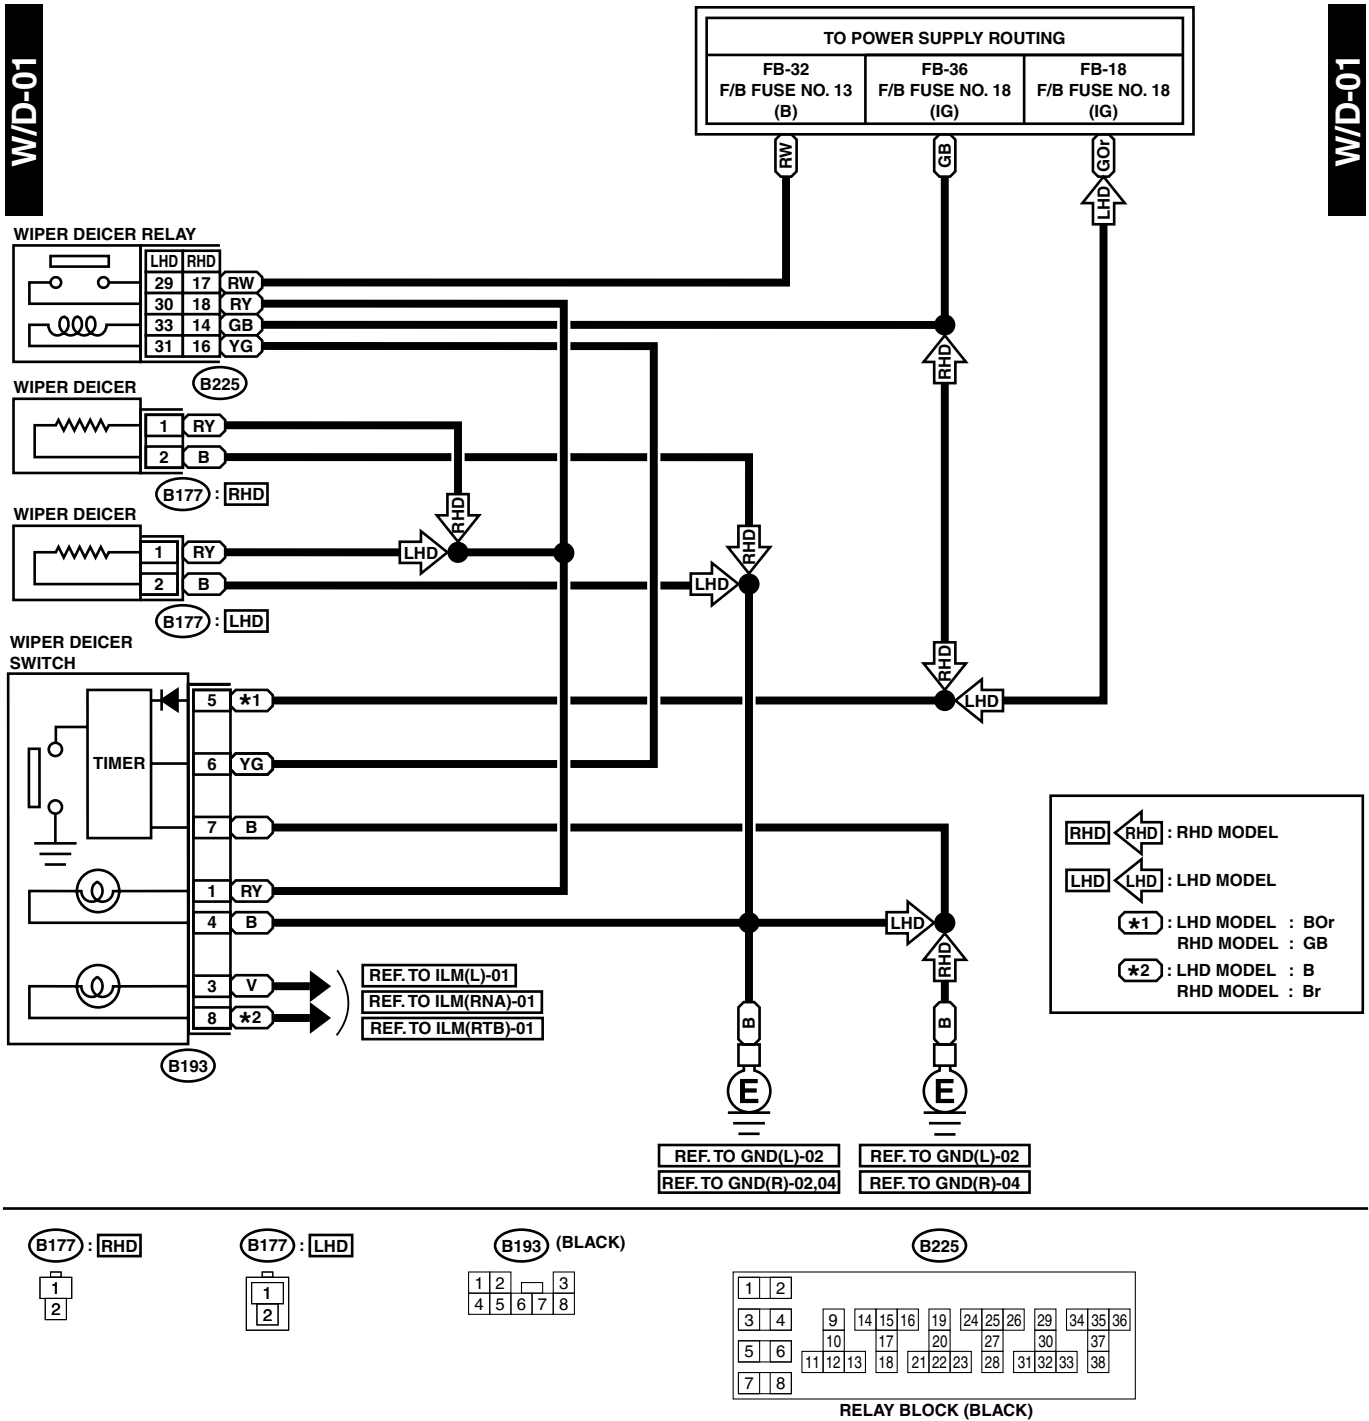 W/D-01
W/D-01
TO POWER SUPPLY ROUTING
FB-32
F/B FUSE NO. 13
(B)
FB-36
F/B FUSE NO. 18
(IG)
FB-18
F/B FUSE NO. 18
(IG)
RW
GB
GOr
LHD
WIPER DEICER RELAY
LHD RHD
29 17 RW
30 18 RY
33 14 GB
31 16 YG
B225
RHD
WIPER DEICER
1 RY
2 B
B177 : RHD
RHD
RHD
WIPER DEICER
1 RY
LHD
2 B
LHD
B177 : LHD
WIPER DEICER
SWITCH
RHD
5 *1
LHD
TIMER
6 YG
7 B
1 RY
4 B
LHD
RHD
3 V
8 *2
REF. TO ILM(L)-01
REF. TO ILM(RNA)-01
REF. TO ILM(RTB)-01
B193
RHD RHD : RHD MODEL
LHD LHD : LHD MODEL
*1 : LHD MODEL : BOr
RHD MODEL : GB
*2 : LHD MODEL : B
RHD MODEL : Br
B
B
E
E
REF. TO GND(L)-02
REF. TO GND(R)-02,04
REF. TO GND(L)-02
REF. TO GND(R)-04
B177 : RHD
1
2
B177 : LHD
1
2
B193 (BLACK)
1 2 3
4 5 6 7 8
B225
1 2
3 4 9 14 15 16 19 24 25 26 29 34 35 36
10 17 20 27 30 37
5 6 11 12 13 18 21 22 23 28 31 32 33 38
7 8
RELAY BLOCK (BLACK)